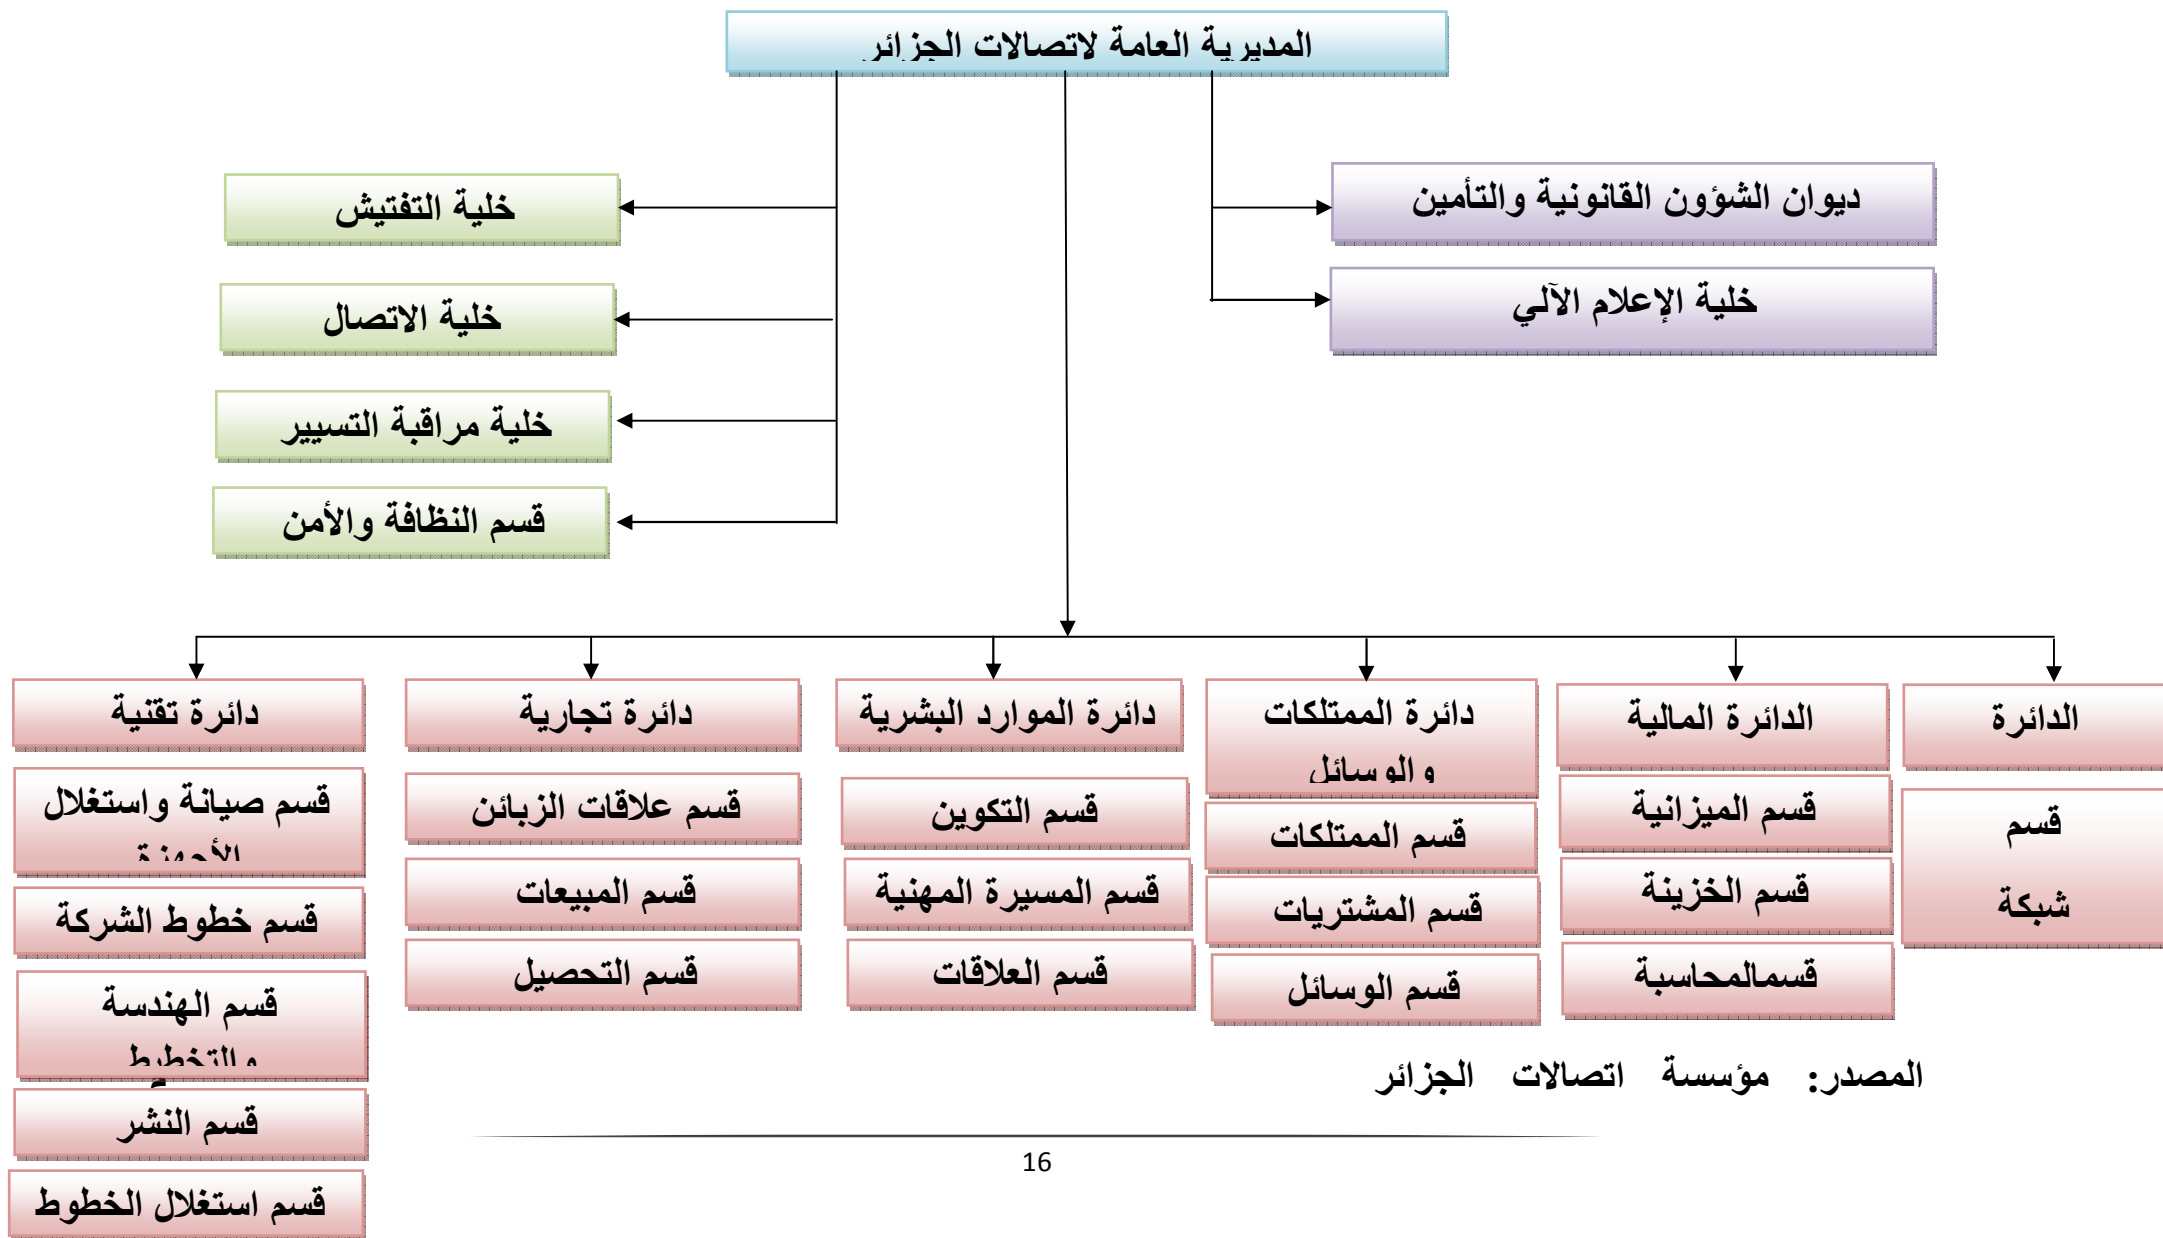 المديرية العامة لاتصالات الجزائر
ديوان الشؤون القانونية والتأمين
خلية الإعلام الآلي
خلية التفتيش
خلية الاتصال
خلية مراقبة التسيير
قسم النظافة والأمن
الدائرة
قسم
شبكة
الدائرة المالية
قسم الميزانية
قسم الخزينة
قسمالمحاسبة
دائرة الممتلكات
والوسائل
قسم الممتلكات
قسم المشتريات
قسم الوسائل
دائرة الموارد البشرية
قسم التكوين
قسم المسيرة المهنية
قسم العلاقات
دائرة تجارية
قسم علاقات الزبائن
قسم المبيعات
قسم التحصيل
دائرة تقنية
قسم صيانة واستغلال
الأجهزة
قسم خطوط الشركة
قسم الهندسة
والتخطيط
قسم النشر
قسم استغلال الخطوط
المصدر: مؤسسة اتصالات الجزائر
16